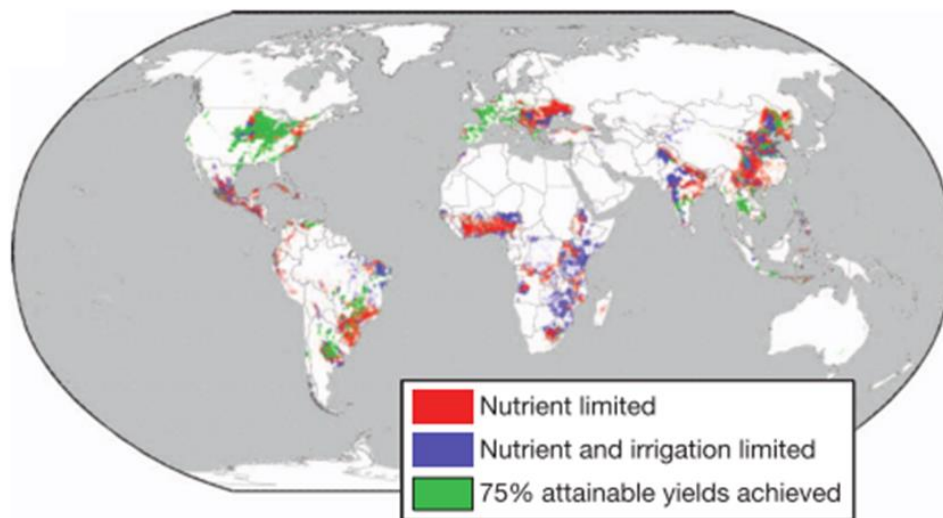 Nutrient limited
Nutrient and irrigation limited
75% attainable yields achieved